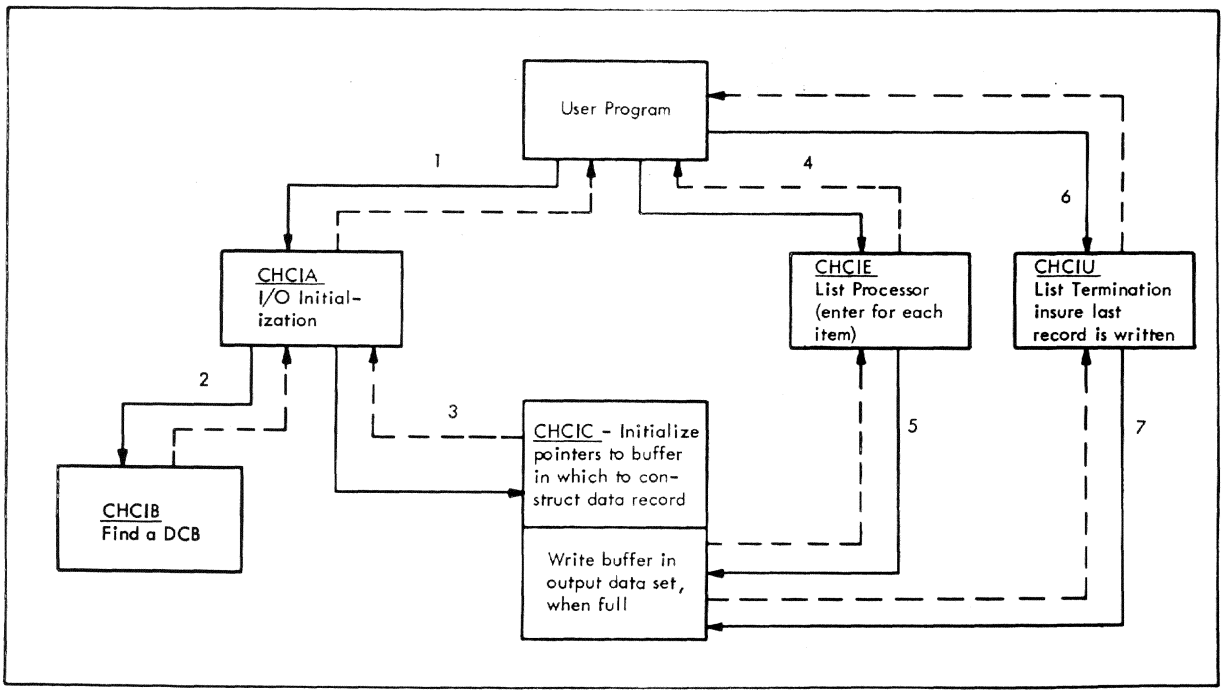 User Program
1
4
6
CHCIA
I/O Initial-
ization
CHCIE
List Processor
(enter for each
item)
CHCIU
List Termination
insure last
record is written
2
3
5
7
CHCIC - Initialize
pointers to buffer
in which to con-
struct data record
CHCIB
Find a DCB
Write buffer in
output data set,
when full